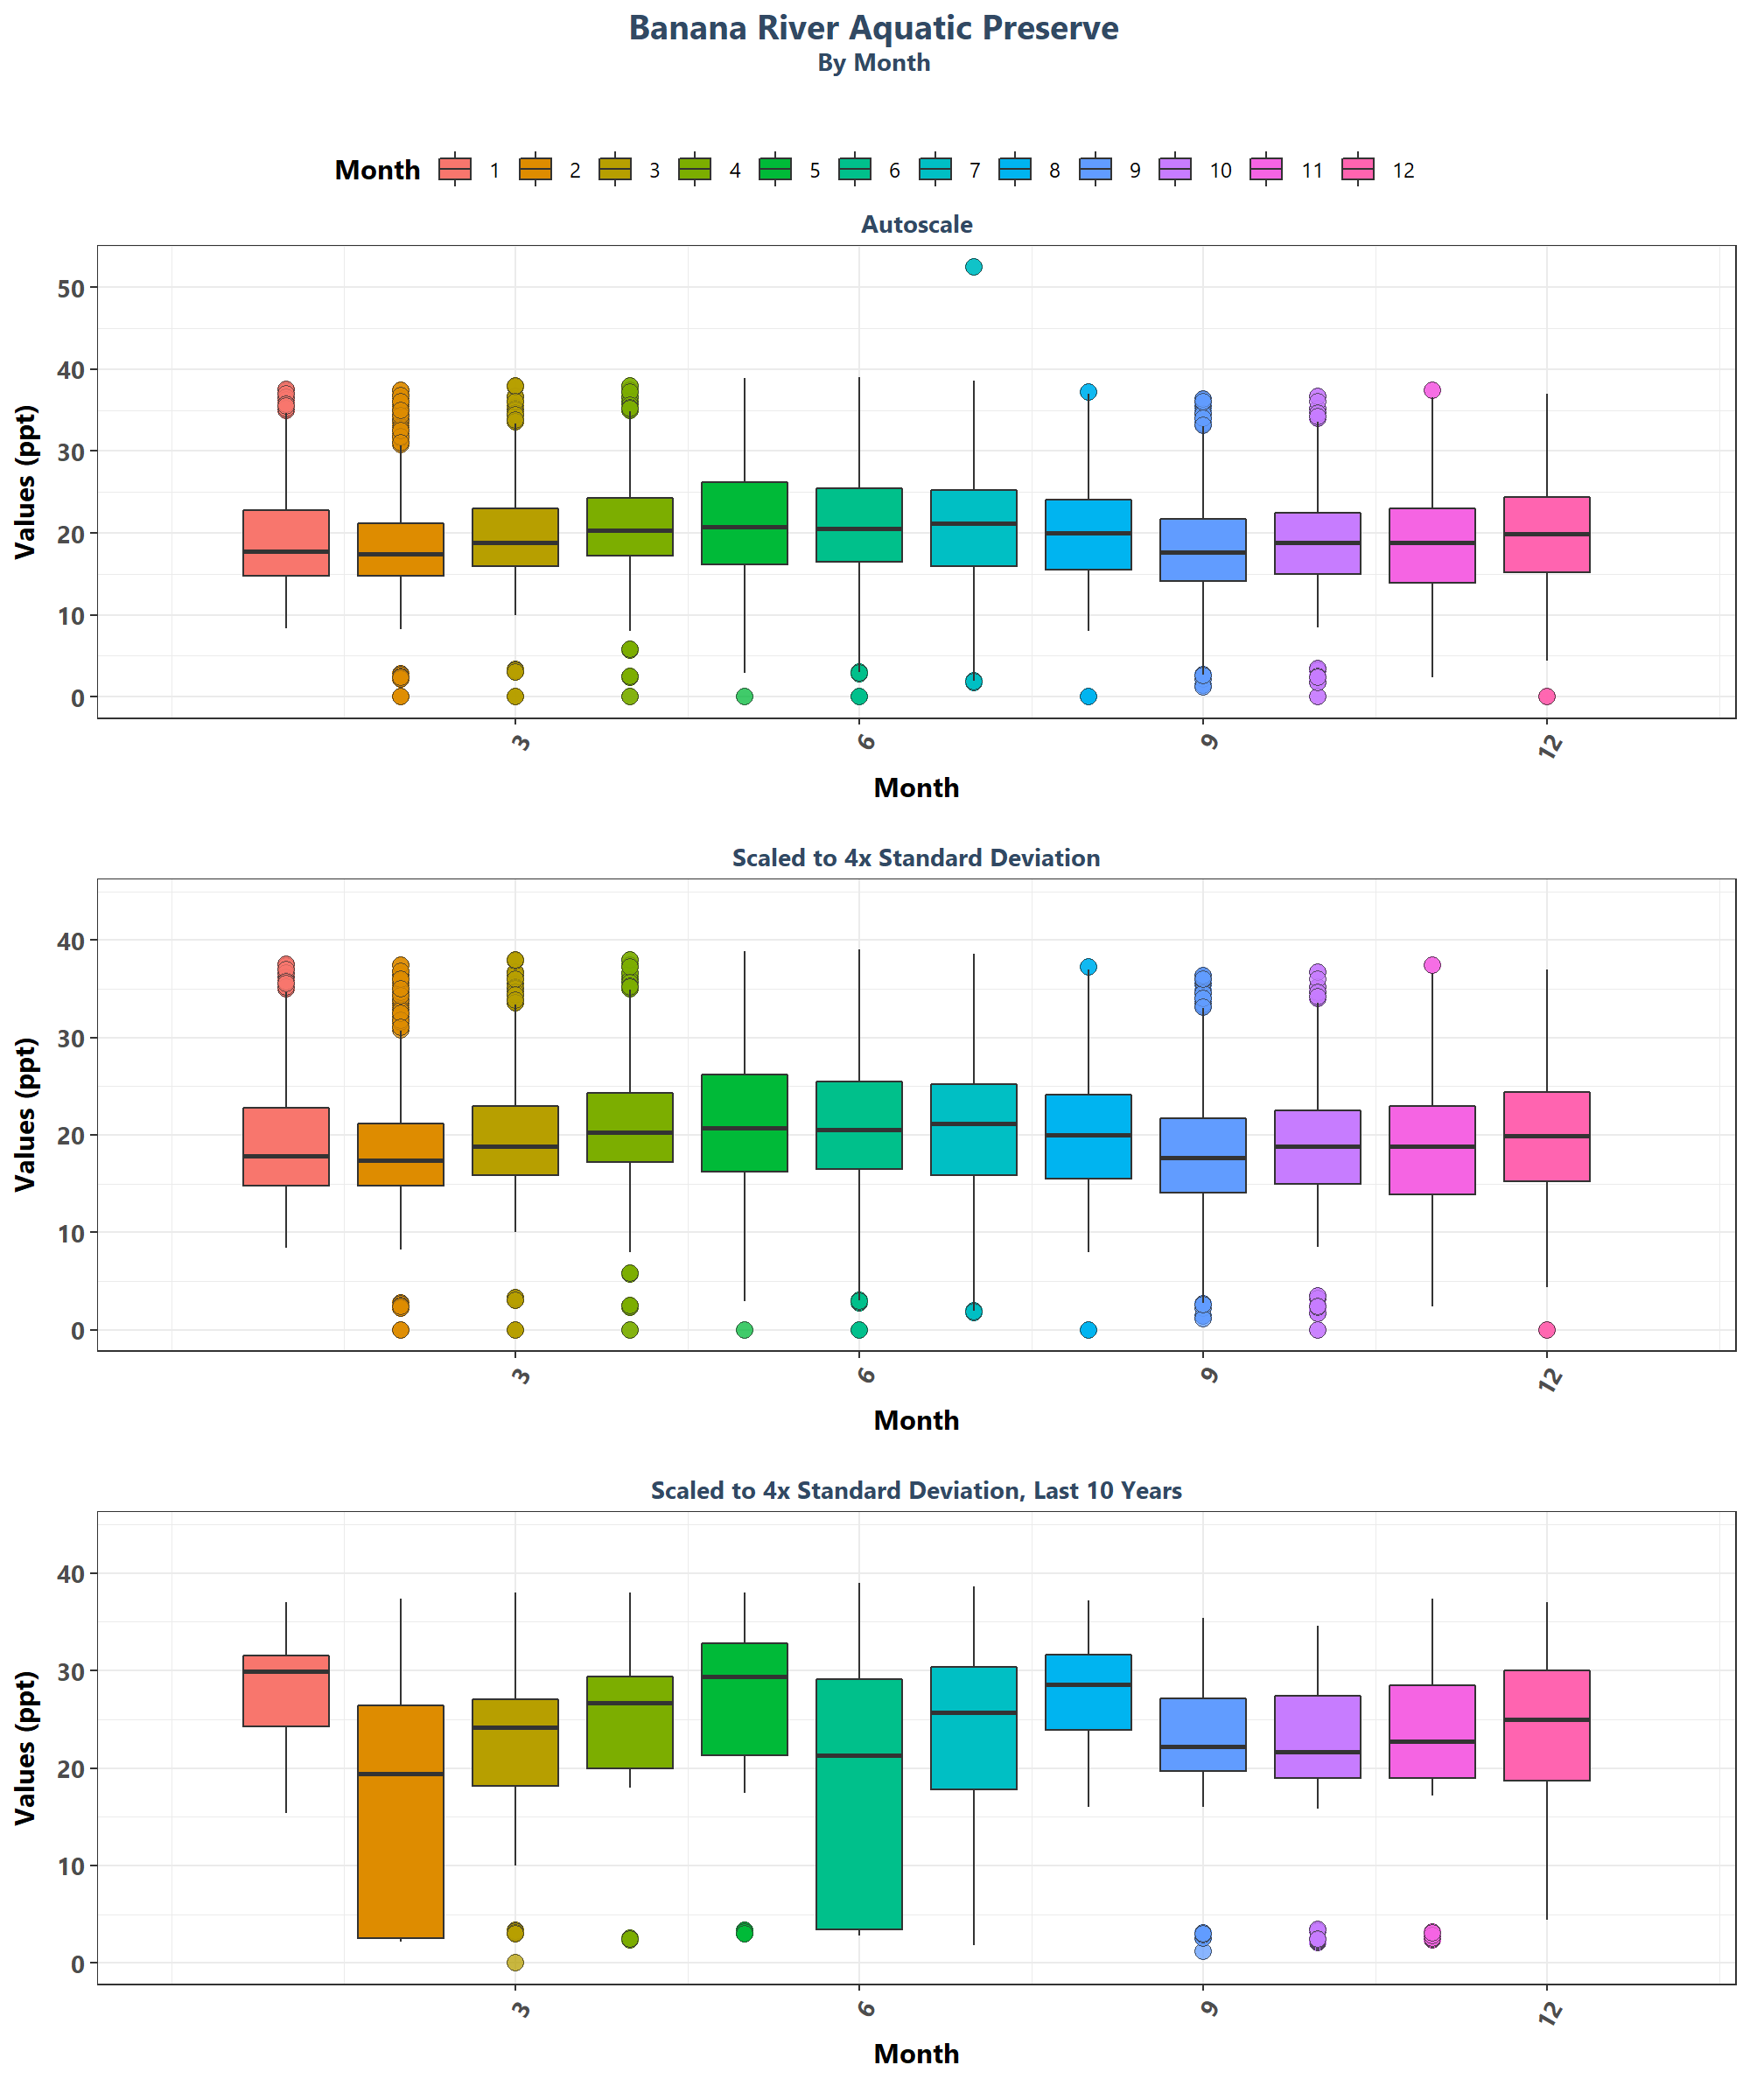 Banana River Aquatic Preserve
By Month
Month 1 2 3 4 5 6 7 8 9 10 11 12
Autoscale
Values (ppt)
50
40
30
20
10
0
3 6 9 12
Month
Scaled to 4x Standard Deviation
Values (ppt)
40
30
20
10
0
3 6 9 12
Month
Scaled to 4x Standard Deviation, Last 10 Years
Values (ppt)
40
30
20
10
0
3 6 9 12
Month